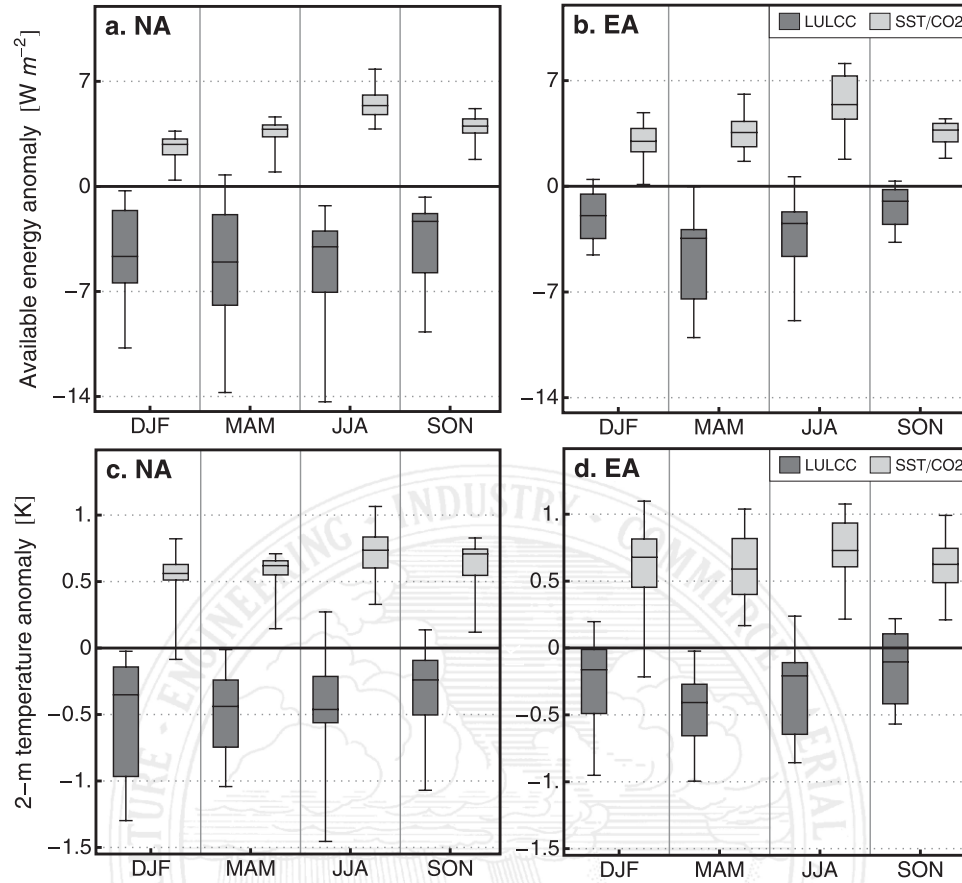 a. NA
b. EA
LULCC
SST/CO2
Available energy anomaly [W m−2]
7
0
−7
−14
7
0
−7
−14
DJF
MAM
JJA
SON
DJF
MAM
JJA
SON
c. NA
d. EA
LULCC
SST/CO2
2−m temperature anomaly [K]
1.
0.5
0
−0.5
−1.
−1.5
1.
0.5
0
−0.5
−1.
−1.5
DJF
MAM
JJA
SON
DJF
MAM
JJA
SON
ENGINEERING · INDUSTRY · COMMERCE